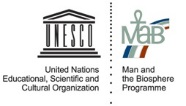 UNESCO
MAB
United Nations
Educational, Scientific and
Cultural Organization
Man and
the Biosphere
Programme